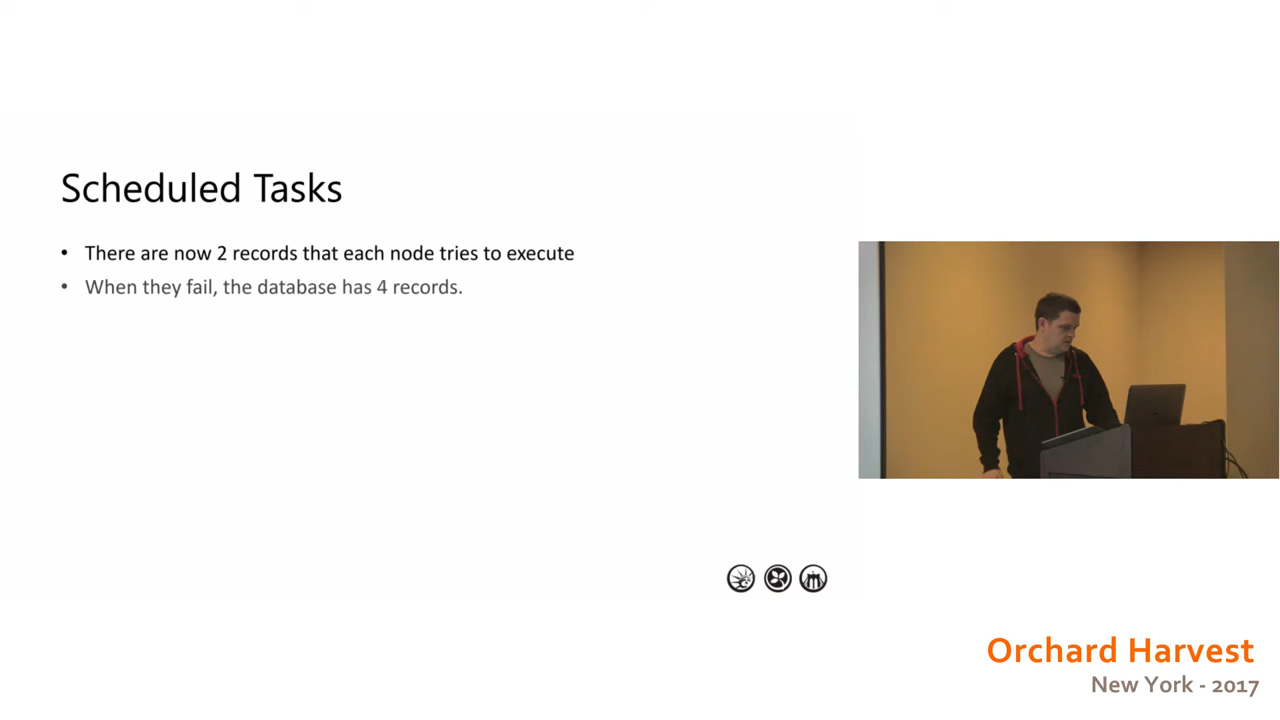 Scheduled Tasks
• There are now 2 records that each node tries to execute
• When they fail, the database has 4 records.
Orchard Harvest
New York - 2017